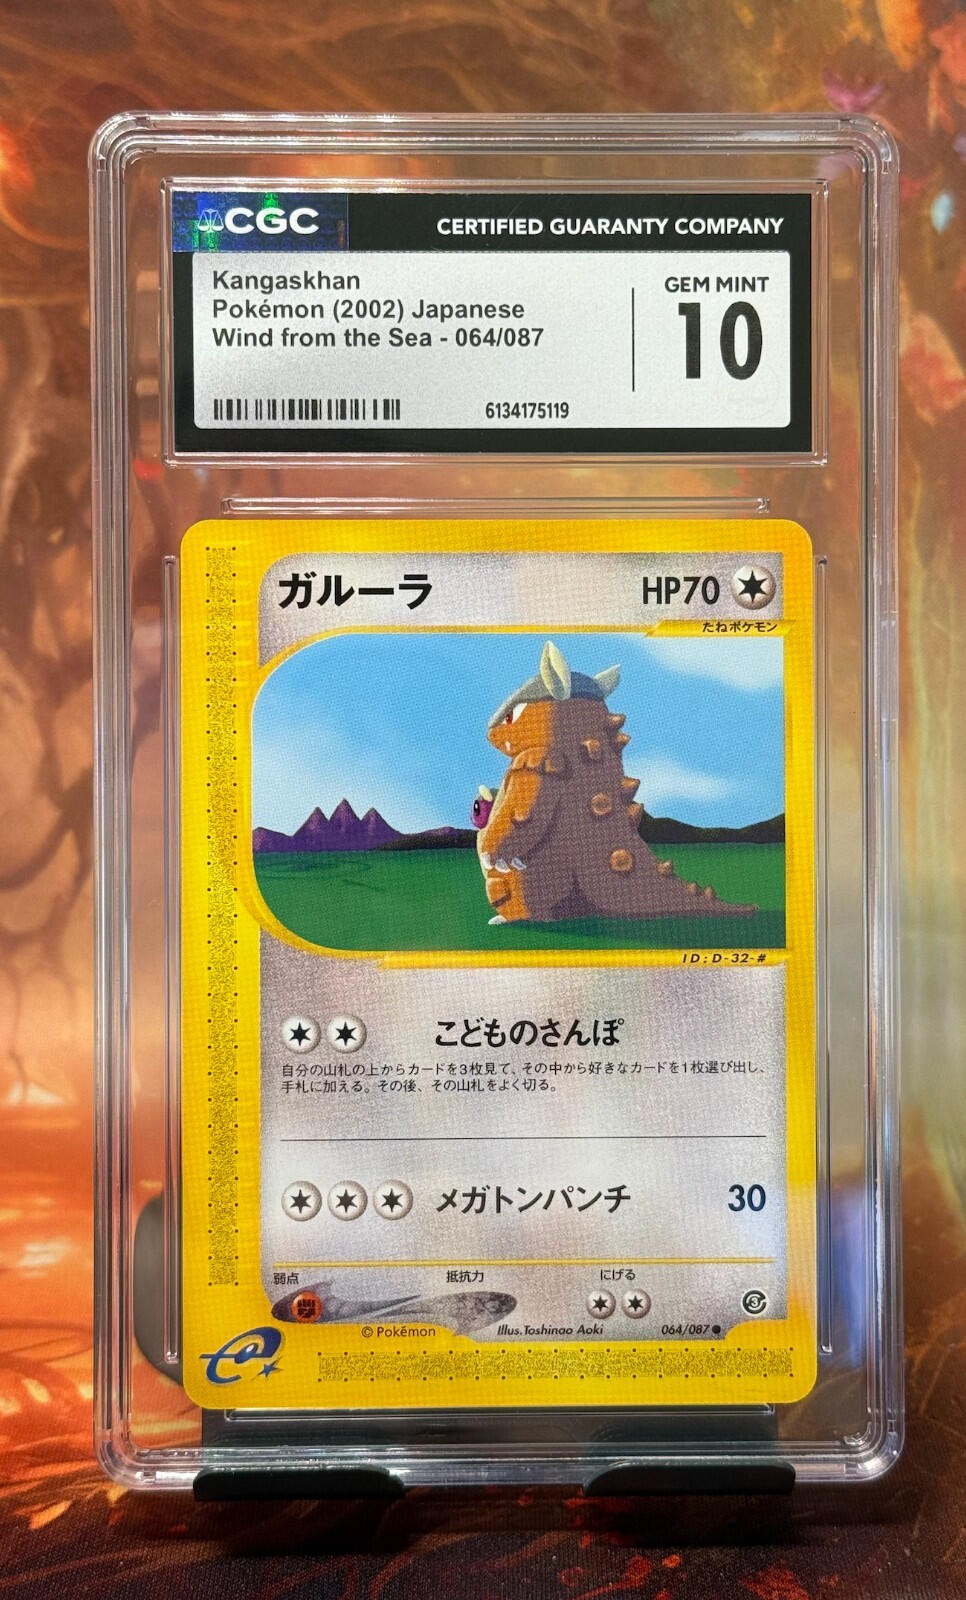 CGC
CERTIFIED GUARANTY COMPANY
Kangaskhan
Pokémon (2002) Japanese
Wind from the Sea - 064/087
GEM MINT
10
6134175119
ガルーラ
HP70
たねポケモン
ID:D-32-#
こどものさんぽ
自分の山札の上からカードを3枚見て、その中から好きなカードを1枚選び出し、
手札に加える。その後、その山札をよく切る。
メガトンパンチ 30
弱点 抵抗力 にげる
3
© Pokémon Illus.Toshinao Aoki 064/087●
e